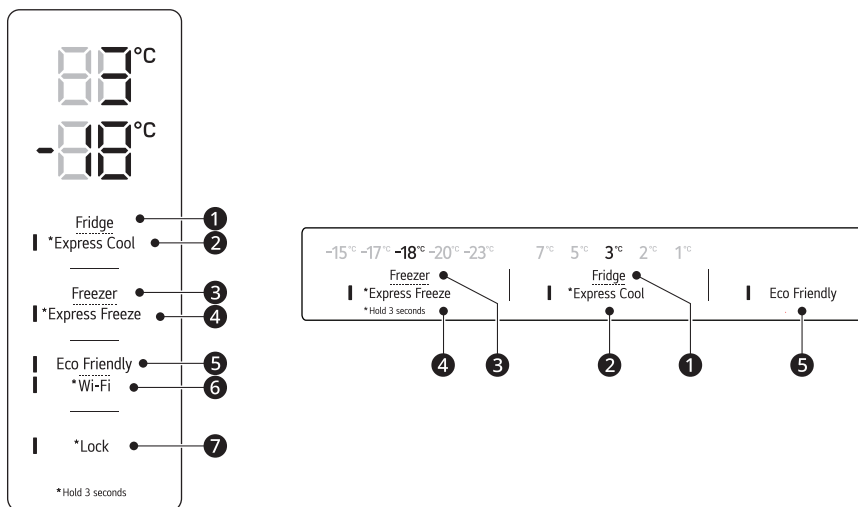 3°C
-18°C
Fridge
*Express Cool
Freezer
*Express Freeze
Eco Friendly
*Wi-Fi
*Lock
*Hold 3 seconds
1
2
3
4
5
6
7
-15°C -17°C -18°C -20°C -23°C
Freezer
*Express Freeze
*Hold 3 seconds
7°C 5°C 3°C 2°C 1°C
Fridge
*Express Cool
Eco Friendly
4
3
2
1
5